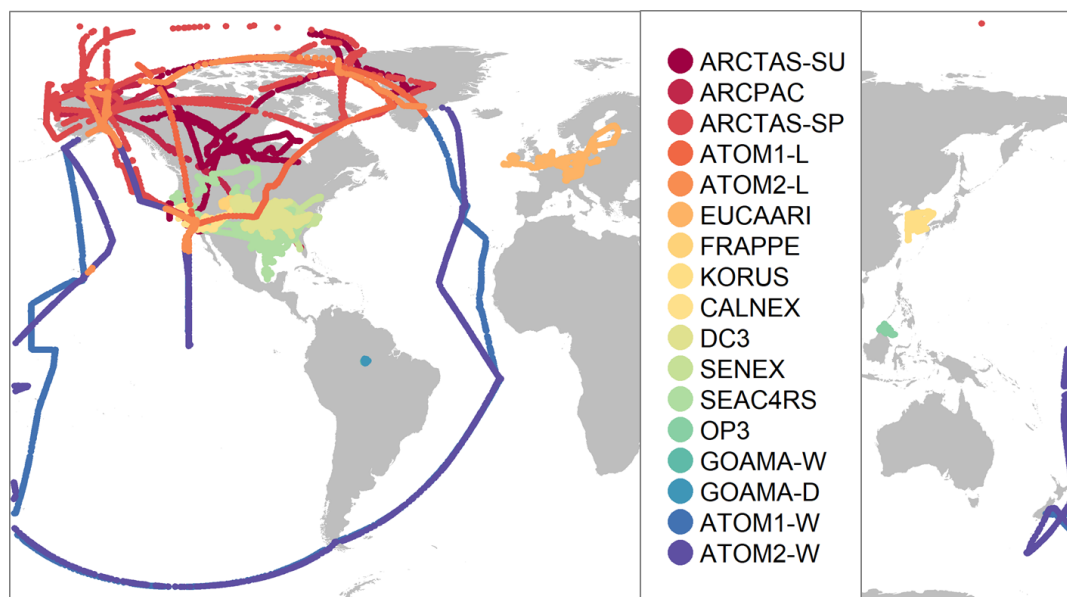 ARCTAS-SU
ARCPAC
ARCTAS-SP
ATOM1-L
ATOM2-L
EUCAARI
FRAPPE
KORUS
CALNEX
DC3
SENEX
SEAC4RS
OP3
GOAMA-W
GOAMA-D
ATOM1-W
ATOM2-W